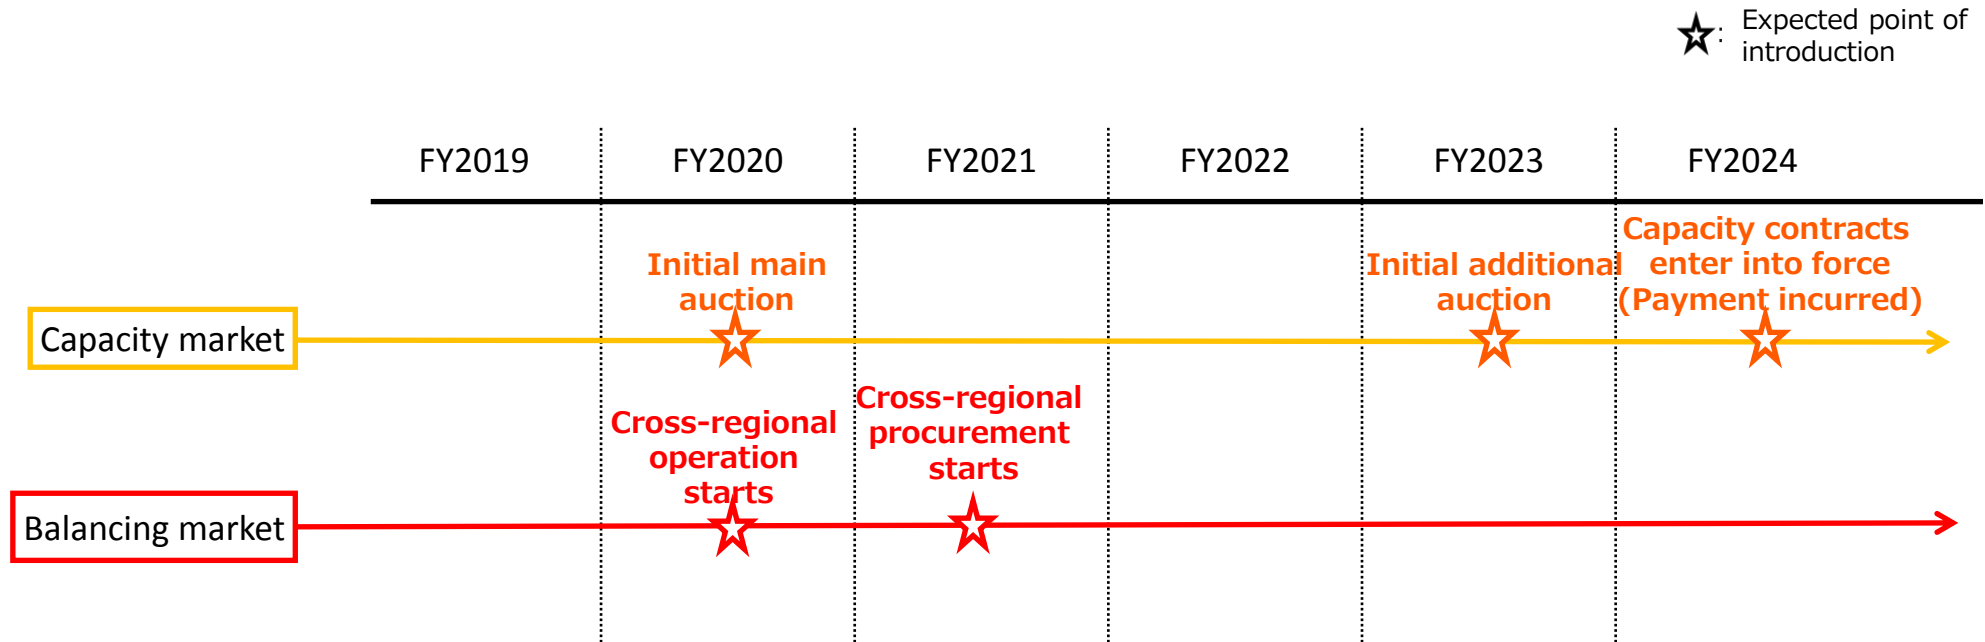 : Expected point of
introduction
FY2019 FY2020 FY2021 FY2022 FY2023 FY2024
Initial main
auction
Initial additional
auction
Capacity contracts
enter into force
(Payment incurred)
Capacity market
Cross-regional
operation
starts
Cross-regional
procurement
starts
Balancing market